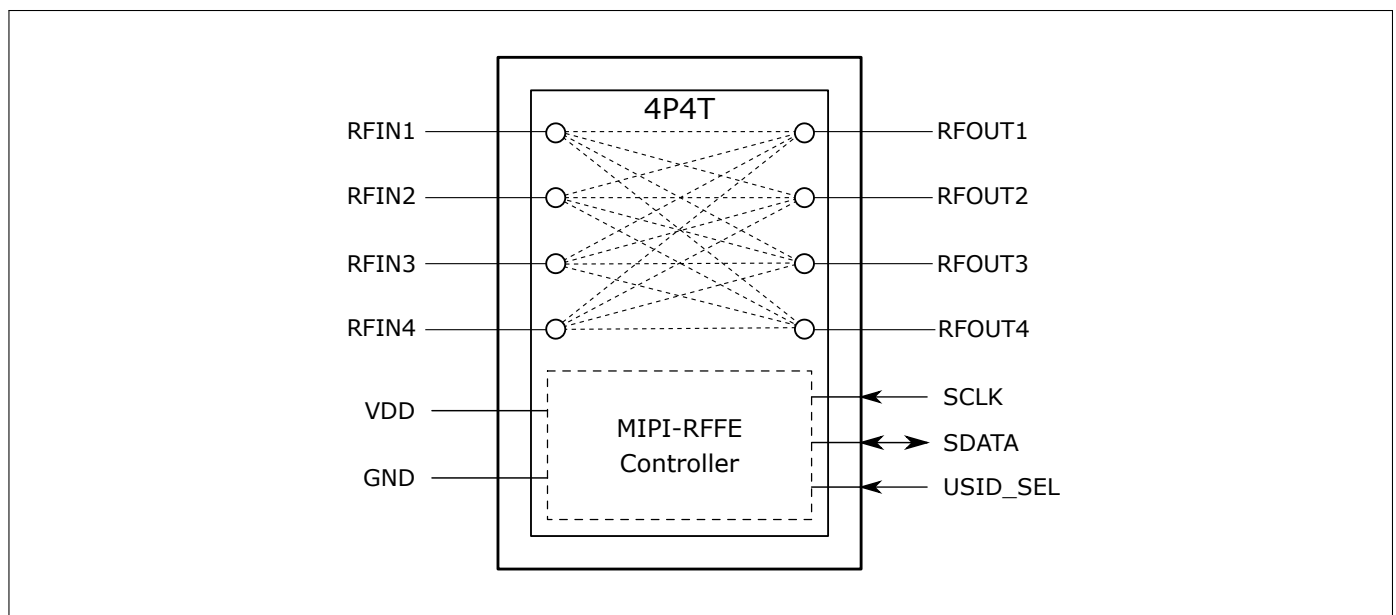 4P4T
RFIN1
RFOUT1
RFIN2
RFOUT2
RFIN3
RFOUT3
RFIN4
RFOUT4
VDD
GND
MIPI-RFFE
Controller
SCLK
SDATA
USID_SEL